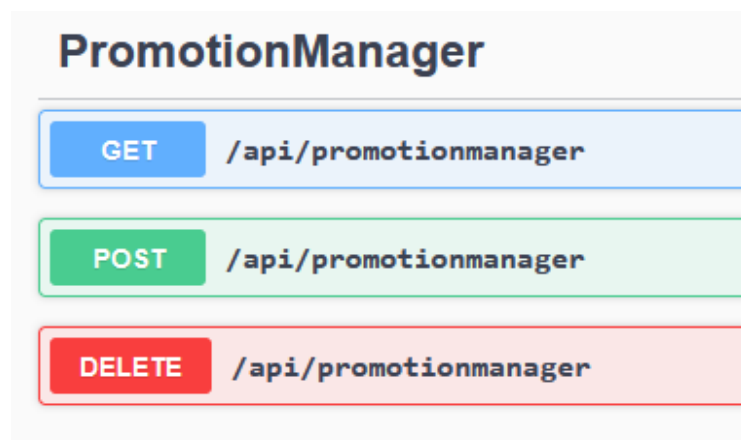 PromotionManager
GET /api/promotionmanager
POST /api/promotionmanager
DELETE /api/promotionmanager